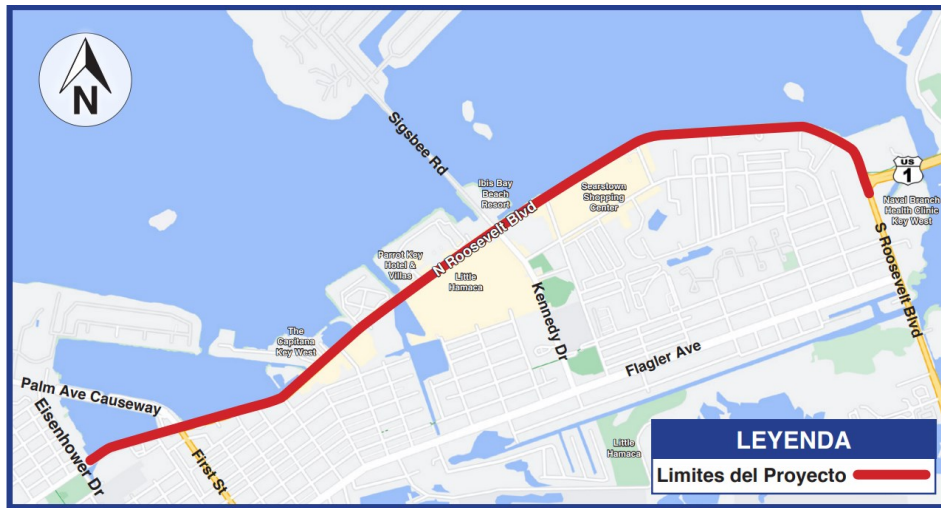 N
Sigsbee Rd
Ibis Bay
Beach
Resort
Searstown
Shopping
Center
US
1
Naval Branch
Health Clinic
Key West
N Roosevelt Blvd
S Roosevelt Blvd
Parrot Key
Hotel &
Villas
Little
Hamaca
Kennedy Dr
The
Capitana
Key West
Flagler Ave
Palm Ave Causeway
Eisenhower Dr
First St
Little
Hamaca
LEYENDA
Limites del Proyecto